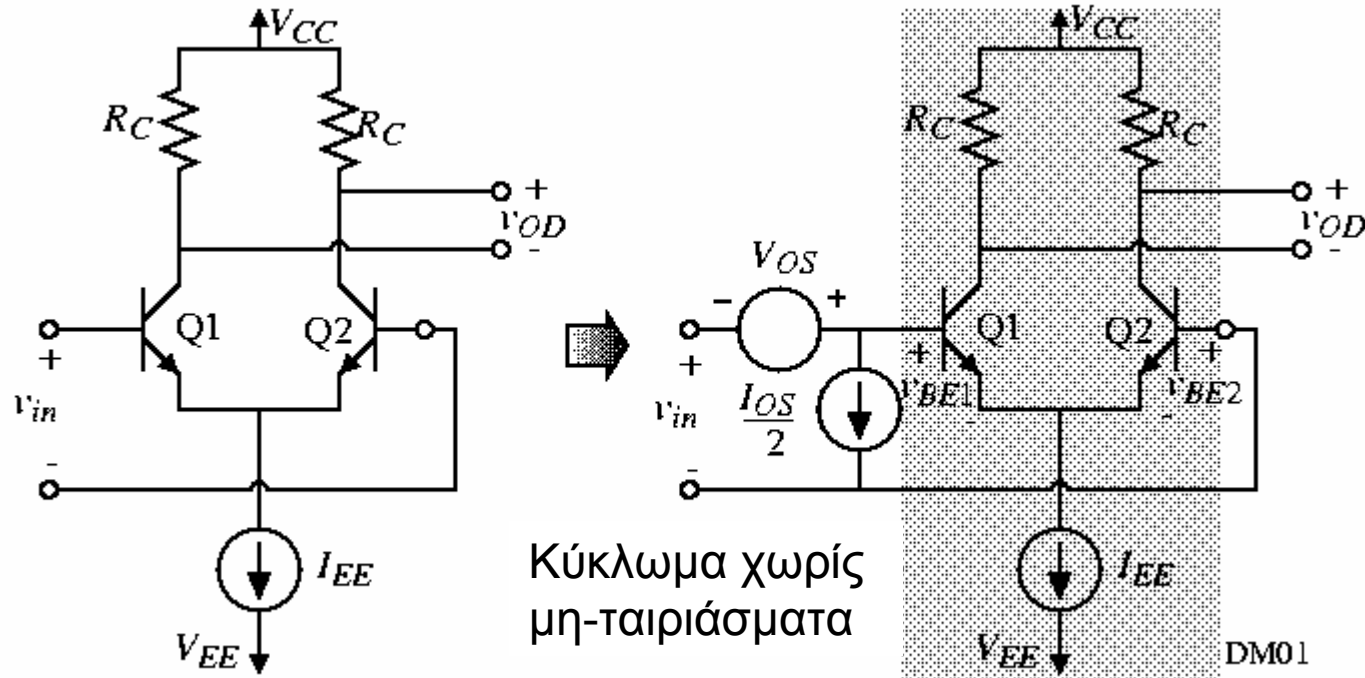 VCC
RC
RC
+
vOD
-
Q1
Q2
+
vin
-
IEE
VEE
VCC
RC
RC
+
vOD
-
VOS
-
+
Q1
Q2
+
vin
-
IOS
2
+
vBE1
-
+
vBE2
-
IEE
VEE
Κύκλωμα χωρίς
μη-ταιριάσματα
DM01